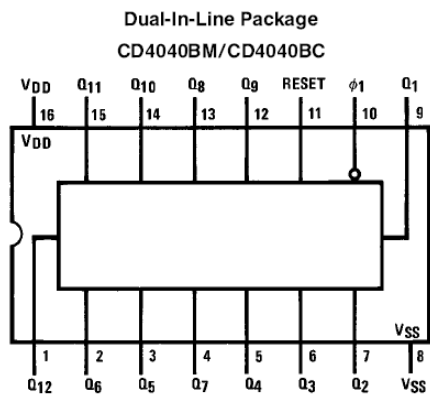 Dual-In-Line Package
CD4040BM/CD4040BC
VDD Q11 Q10 Q8 Q9 RESET ϕ1 Q1
16 15 14 13 12 11 10 9
VDD
VSS
1 2 3 4 5 6 7 8
Q12 Q6 Q5 Q7 Q4 Q3 Q2 VSS